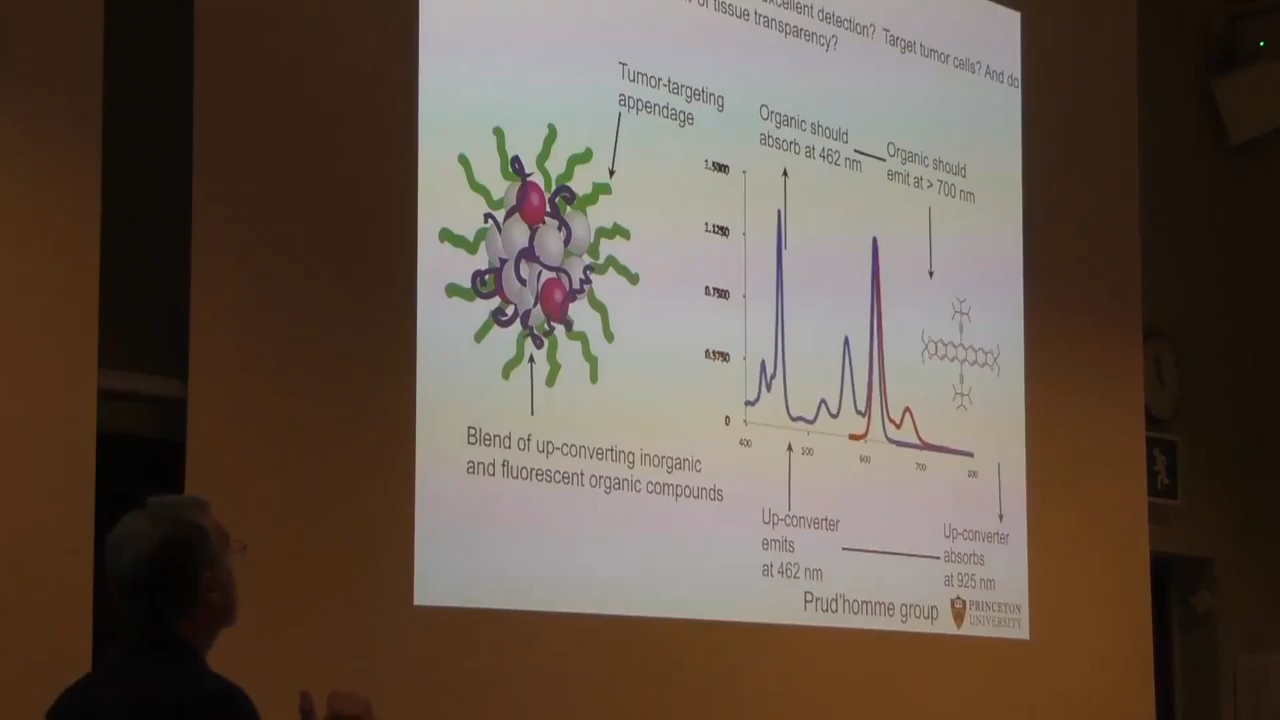 excellent detection? Target tumor cells? And do
of tissue transparency?
Tumor-targeting
appendage
Organic should
absorb at 462 nm
Organic should
emit at > 700 nm
1.5000
1.1250
0.7500
0.3750
0
400
500
600
700
800
Blend of up-converting inorganic
and fluorescent organic compounds
Up-converter
emits
at 462 nm
Up-converter
absorbs
at 925 nm
Prud'homme group
PRINCETON
UNIVERSITY